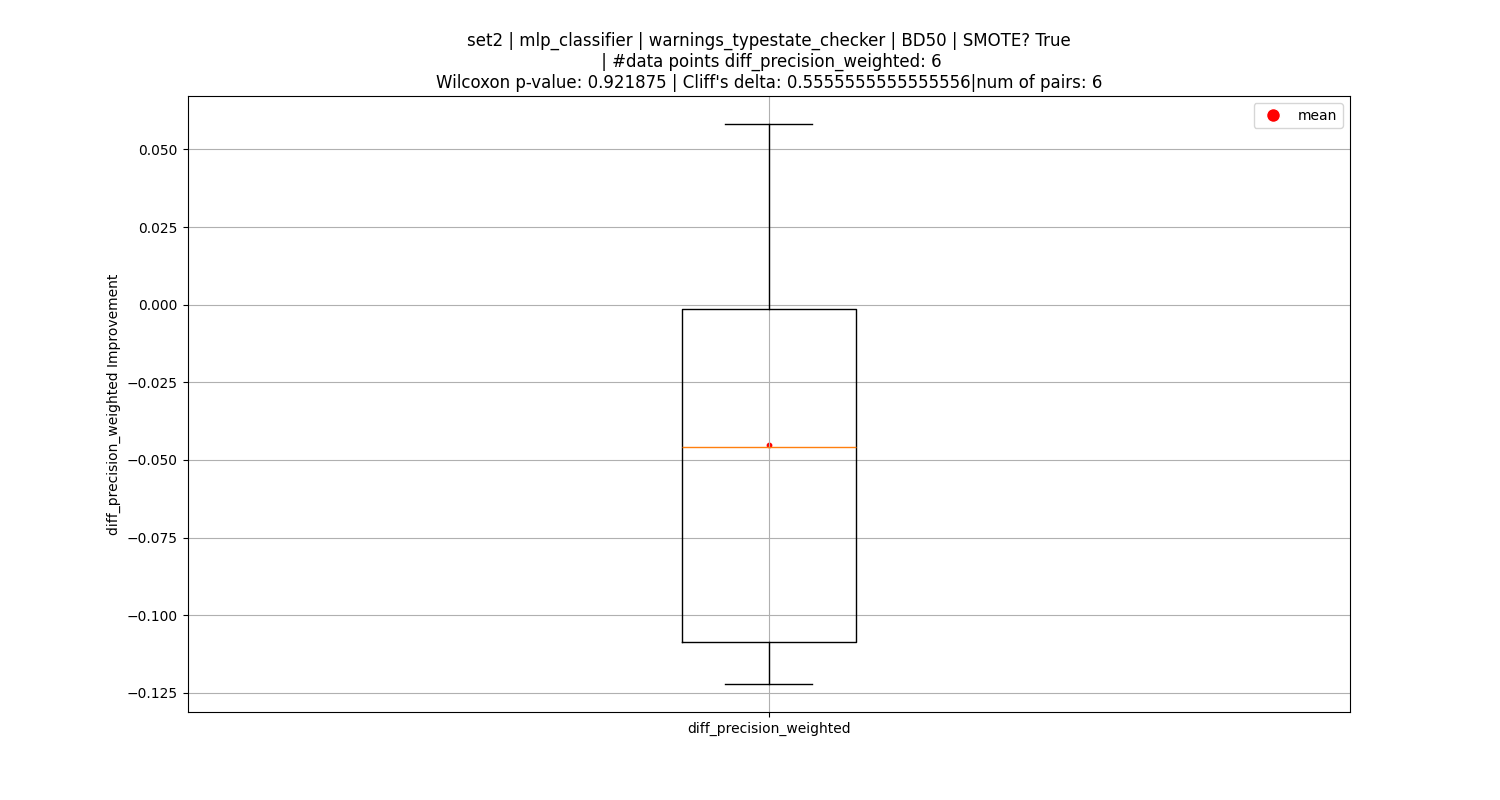 set2 | mlp_classifier | warnings_typestate_checker | BD50 | SMOTE? True
| #data points diff_precision_weighted: 6
Wilcoxon p-value: 0.921875 | Cliff's delta: 0.5555555555555556|num of pairs: 6
mean
0.050
0.025
0.000
−0.025
−0.050
−0.075
−0.100
−0.125
diff_precision_weighted Improvement
diff_precision_weighted